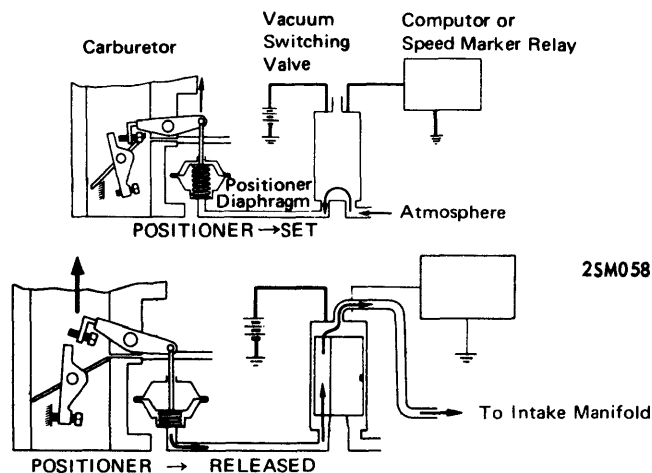 Carburetor
Vacuum
Switching
Valve
Computor or
Speed Marker Relay
Positioner
Diaphragm
Atmosphere
POSITIONER → SET
2SM058
To Intake Manifold
POSITIONER → RELEASED